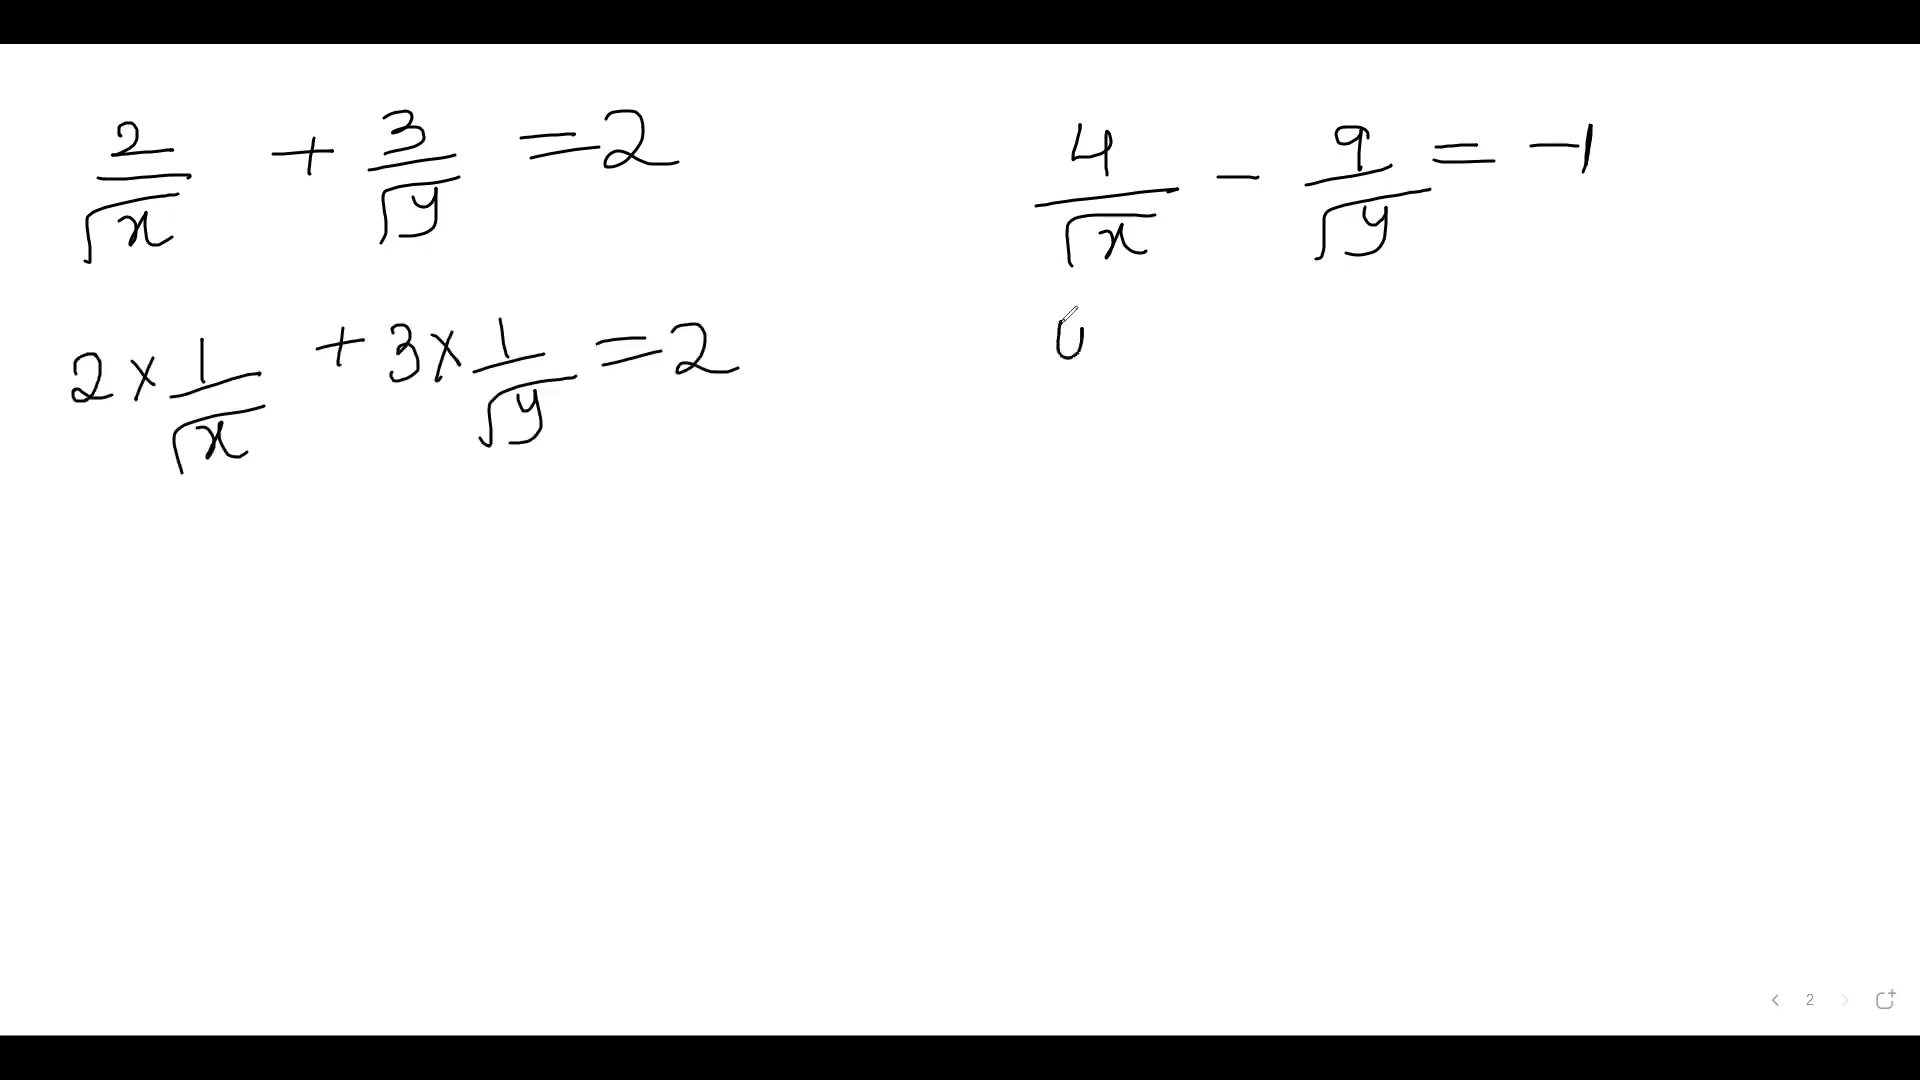 2/√x + 3/√y = 2
4/√x - 9/√y = -1
2 × 1/√x + 3 × 1/√y = 2
2